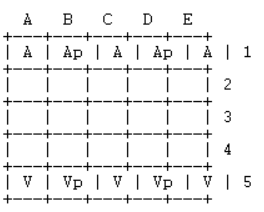 A B C D E
+---+---+---+---+---+
| A | Ap | A | Ap | A | 1
+---+---+---+---+---+
| | | | | | 2
+---+---+---+---+---+
| | | | | | 3
+---+---+---+---+---+
| | | | | | 4
+---+---+---+---+---+
| V | Vp | V | Vp | V | 5
+---+---+---+---+---+